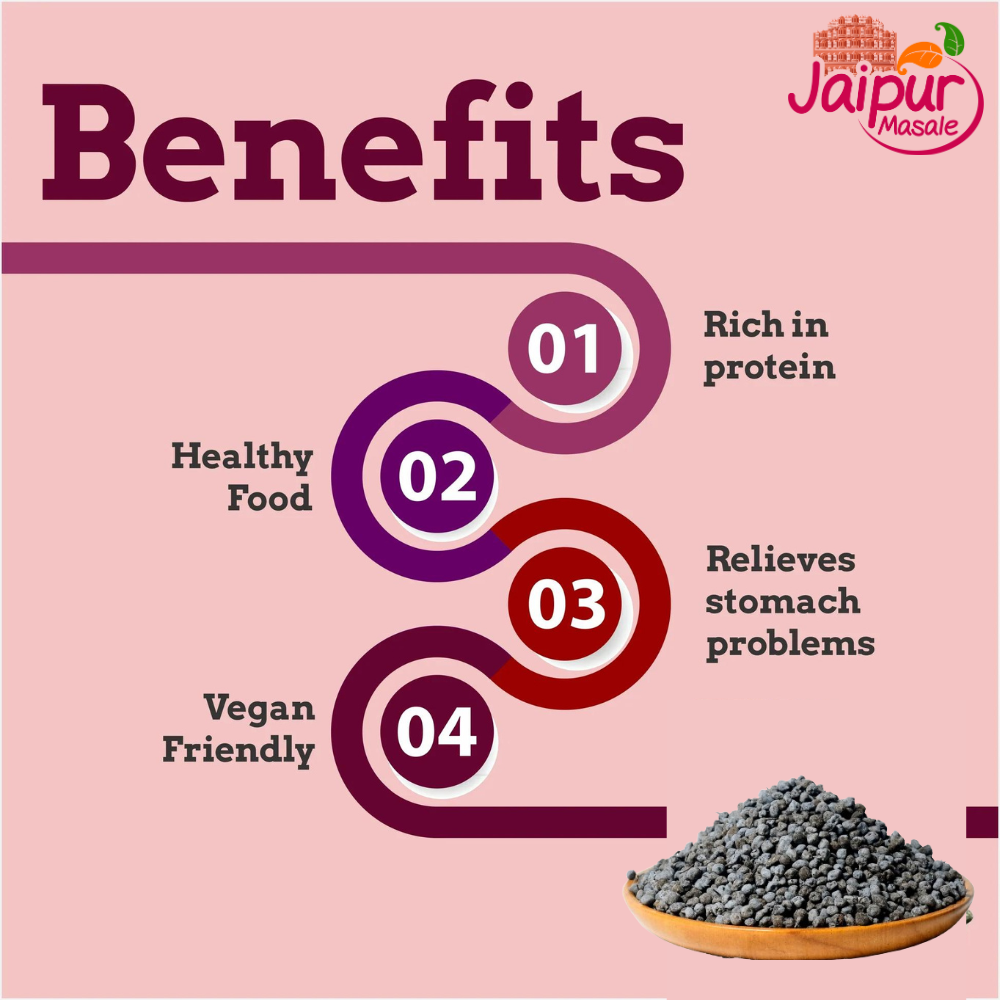 Jaipur
Masale
Benefits
01
Rich in
protein
02
Healthy
Food
03
Relieves
stomach
problems
04
Vegan
Friendly